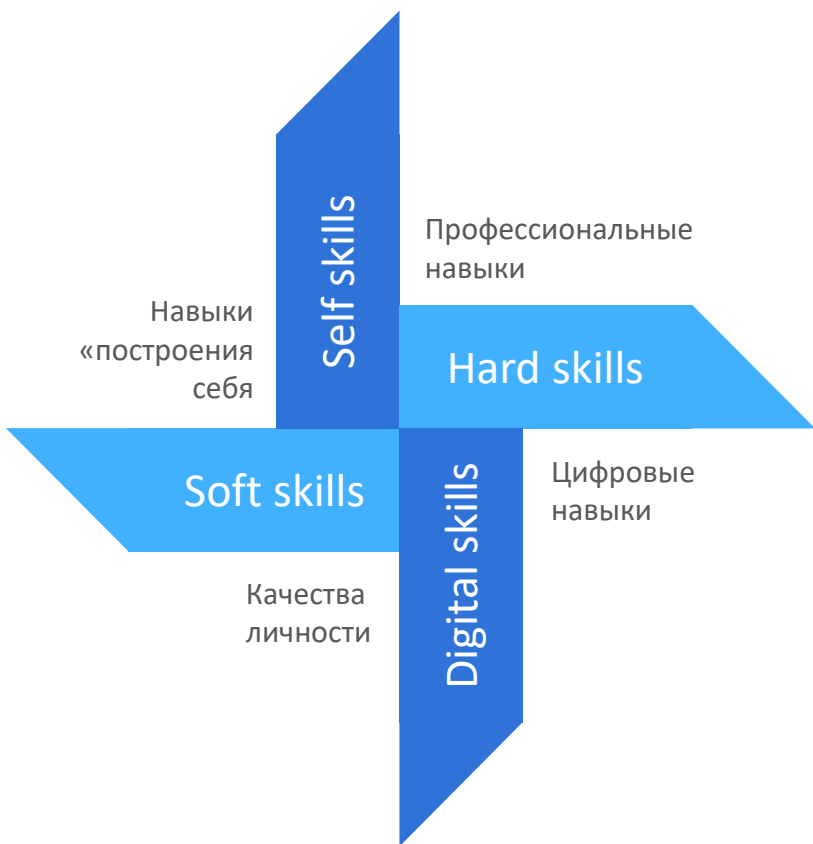 Self skills
Профессиональные
навыки
Навыки
«построения
себя
Hard skills
Soft skills
Цифровые
навыки
Качества
личности
Digital skills